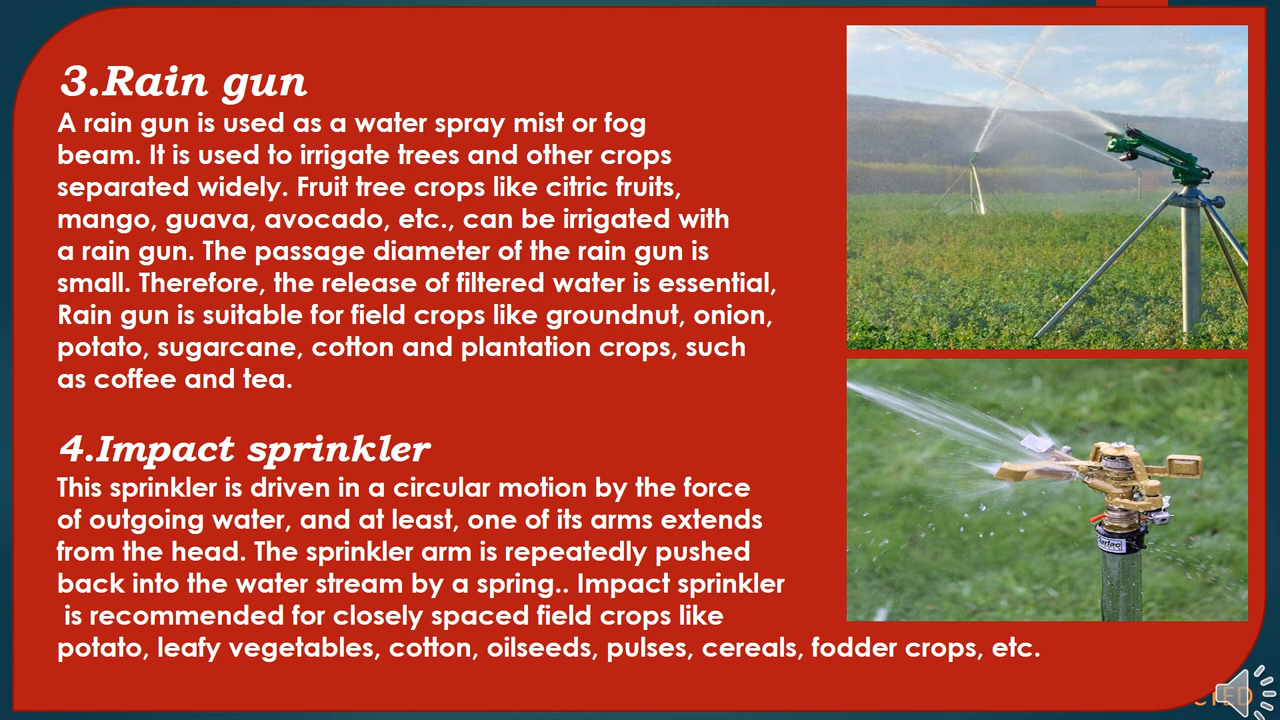 3.Rain gun
A rain gun is used as a water spray mist or fog
beam. It is used to irrigate trees and other crops
separated widely. Fruit tree crops like citric fruits,
mango, guava, avocado, etc., can be irrigated with
a rain gun. The passage diameter of the rain gun is
small. Therefore, the release of filtered water is essential,
Rain gun is suitable for field crops like groundnut, onion,
potato, sugarcane, cotton and plantation crops, such
as coffee and tea.
4.Impact sprinkler
This sprinkler is driven in a circular motion by the force
of outgoing water, and at least, one of its arms extends
from the head. The sprinkler arm is repeatedly pushed
back into the water stream by a spring.. Impact sprinkler
is recommended for closely spaced field crops like
potato, leafy vegetables, cotton, oilseeds, pulses, cereals, fodder crops, etc.